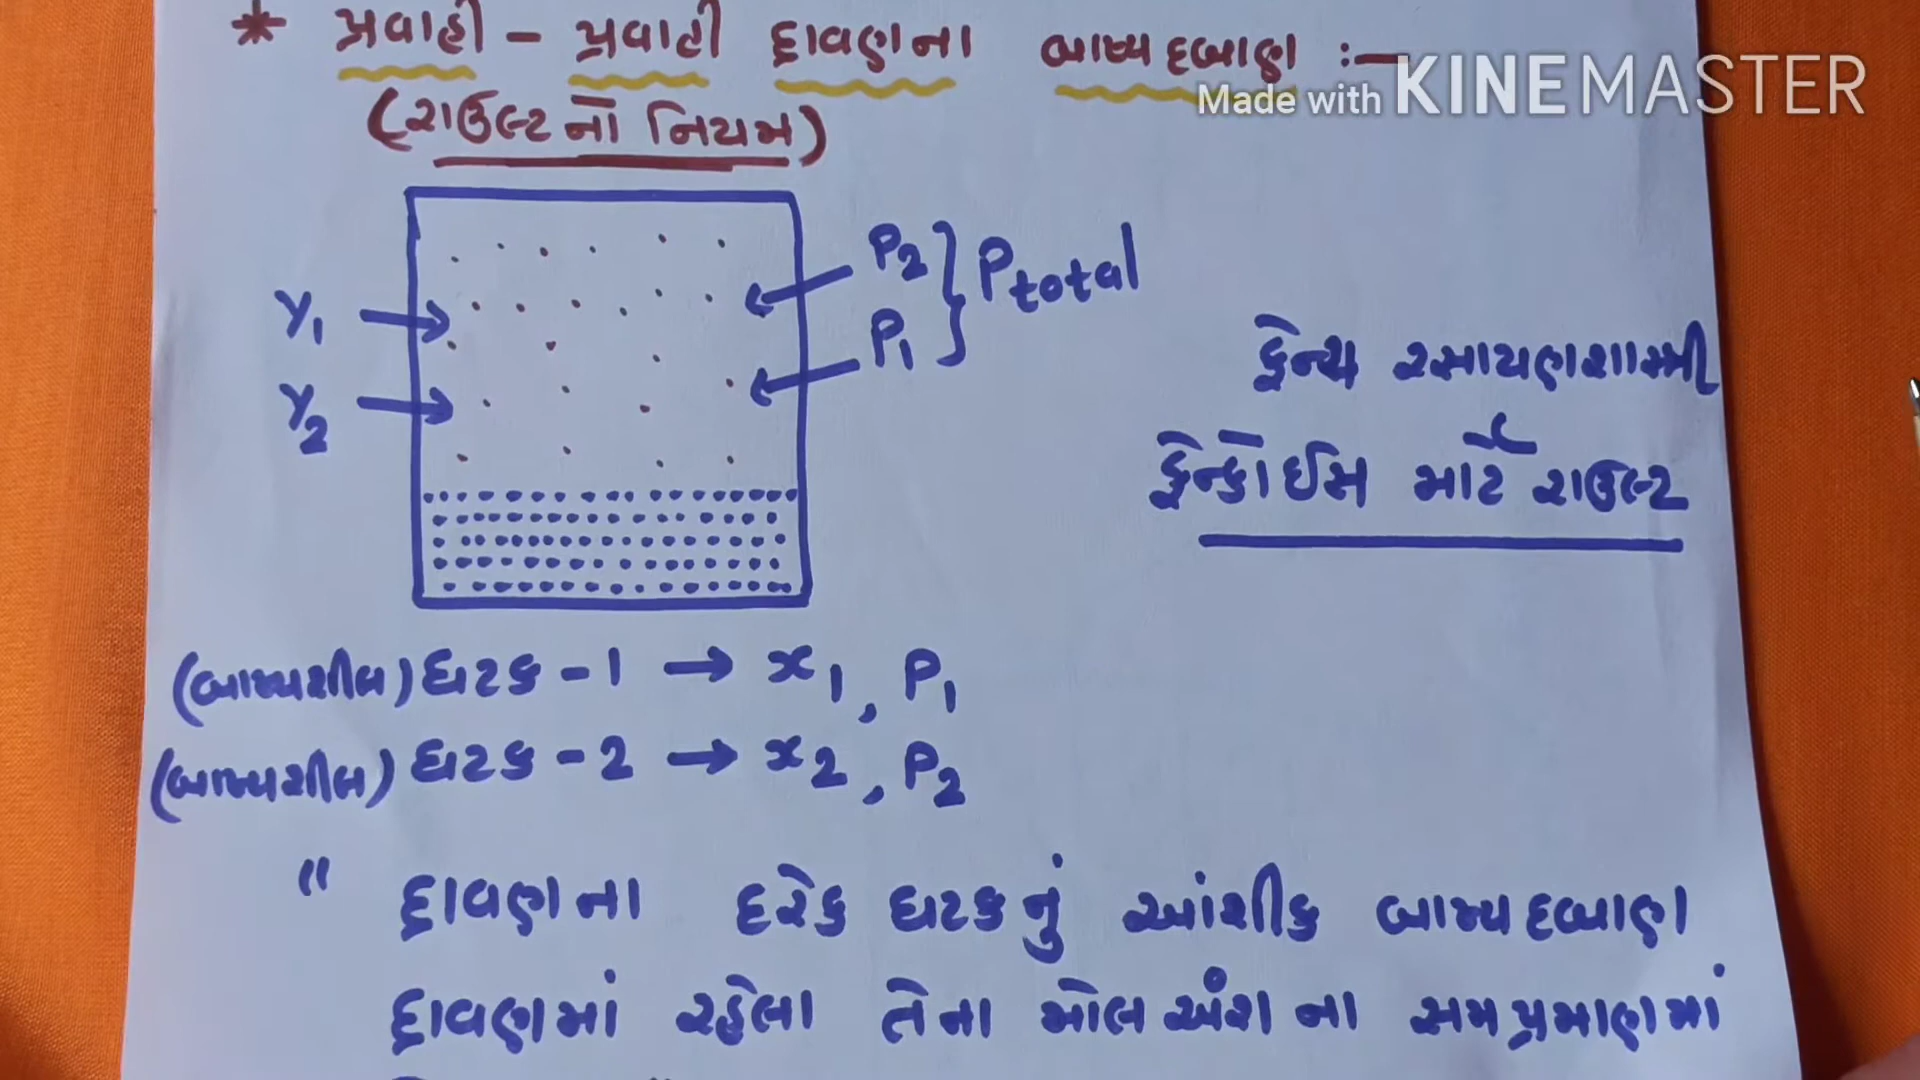 * પ્રવાહી - પ્રવાહી દ્રાવણના બાષ્પદબાણ :-
Made with KINEMASTER
(રાઉલ્ટનો નિયમ)
P2 } Ptotal
Y1
P1
Y2
ફ્રેન્ચ રસાયણશાસ્ત્રી
ફ્રેન્કોઈસ માર્ટે રાઉલ્ટ
(બાષ્પશીલ) ઘટક - 1 → x1, P1
(બાષ્પશીલ) ઘટક - 2 → x2, P2
" દ્રાવણના દરેક ઘટકનું આંશીક બાષ્પદબાણ
દ્રાવણમાં રહેલા તેના મોલઅંશના સમપ્રમાણમાં